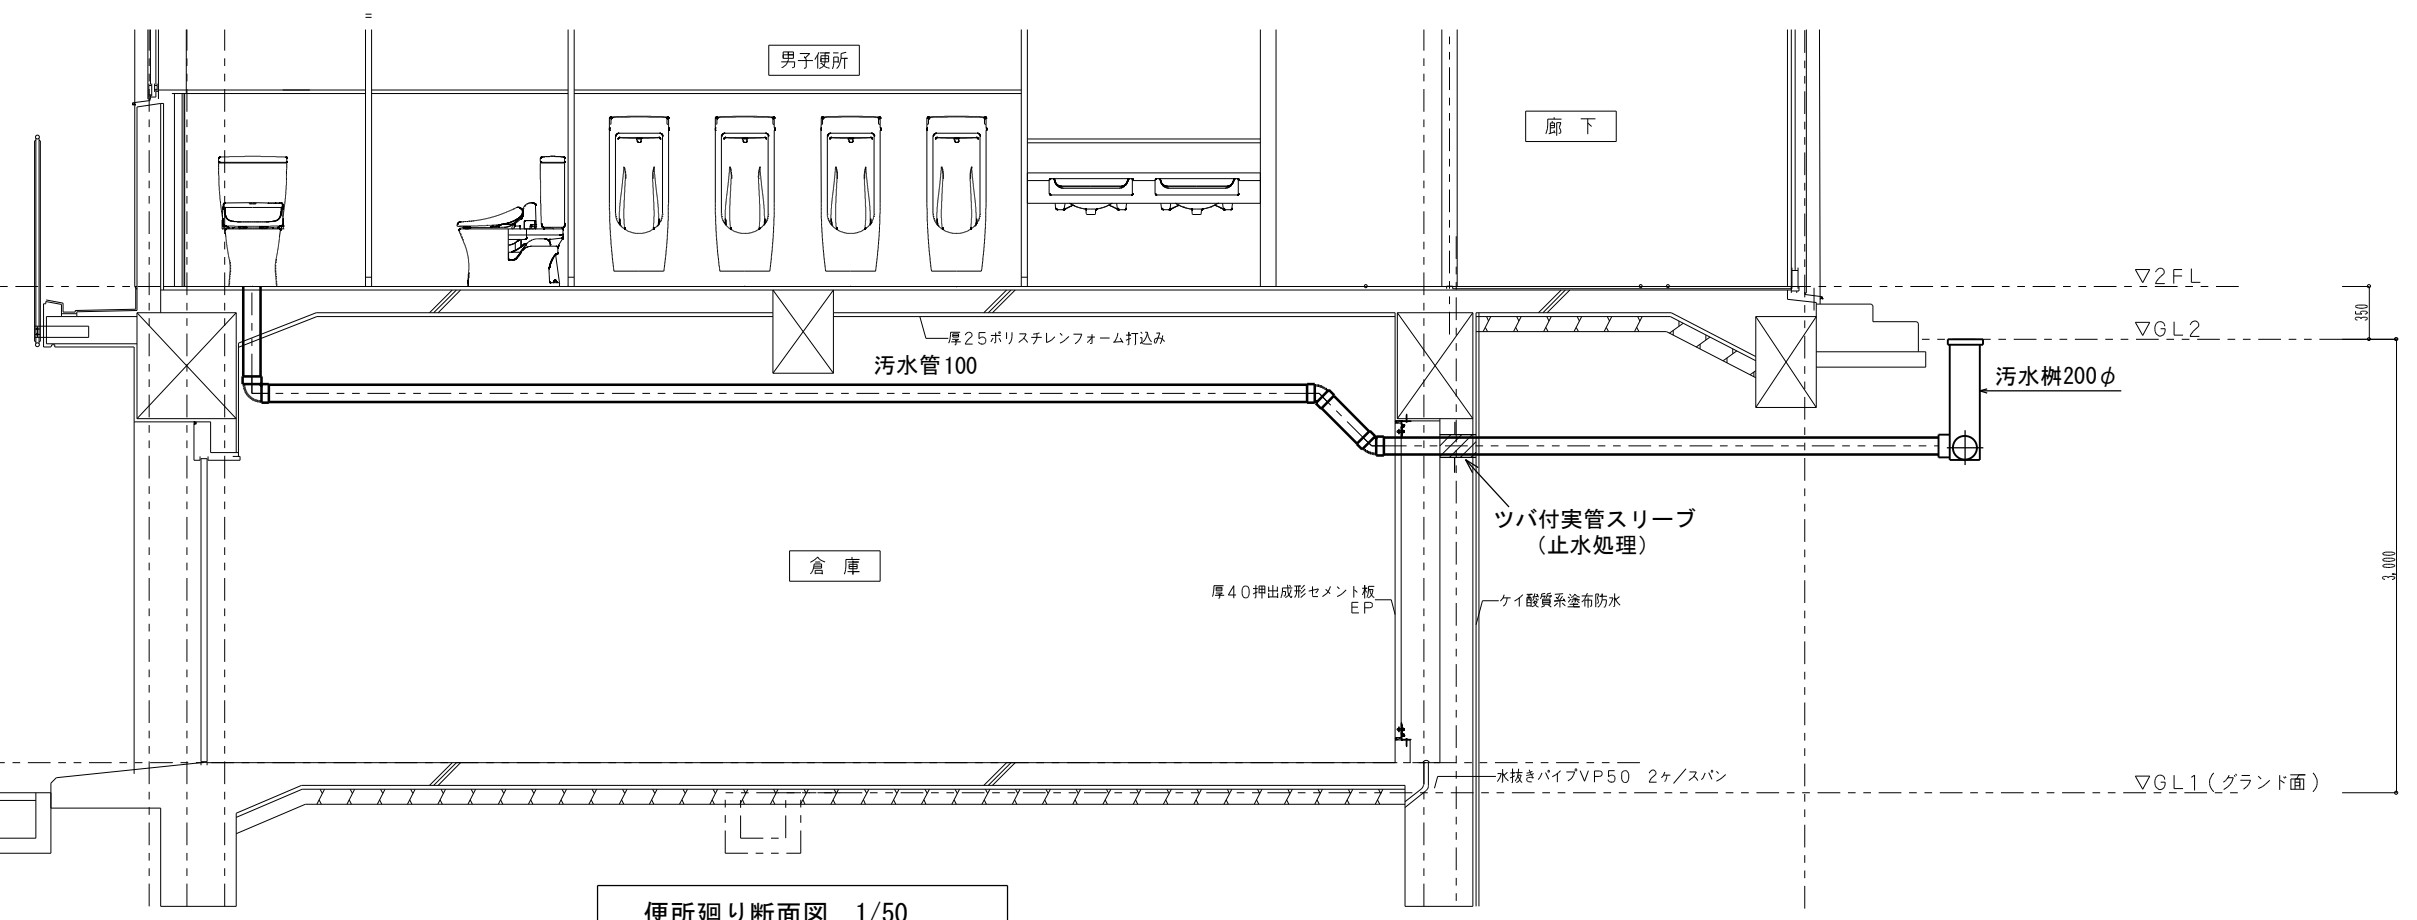 男子便所
廊　下
▽2FL
350
▽GL2
厚25ポリスチレンフォーム打込み
汚水管100
汚水桝200φ
ツバ付実管スリーブ
（止水処理）
倉　庫
3,000
厚40押出成形セメント板
EP
ケイ酸質系塗布防水
水抜きパイプVP50　2ヶ/スパン
▽GL1(グランド面)
便所廻り断面図　1/50